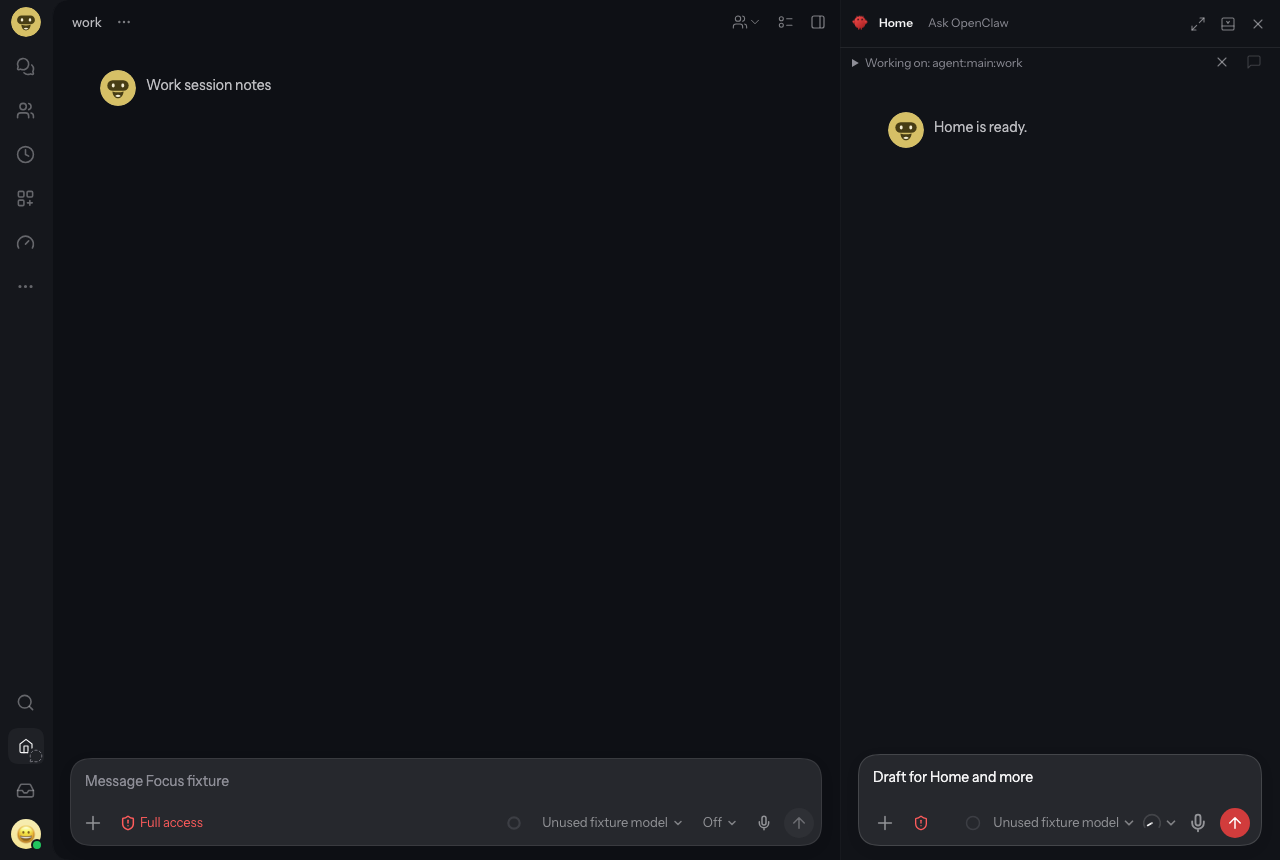 work
Work session notes
Message Focus fixture
Full access
Unused fixture model
Off
Home
Ask OpenClaw
Working on: agent:main:work
Home is ready.
Draft for Home and more
Unused fixture model